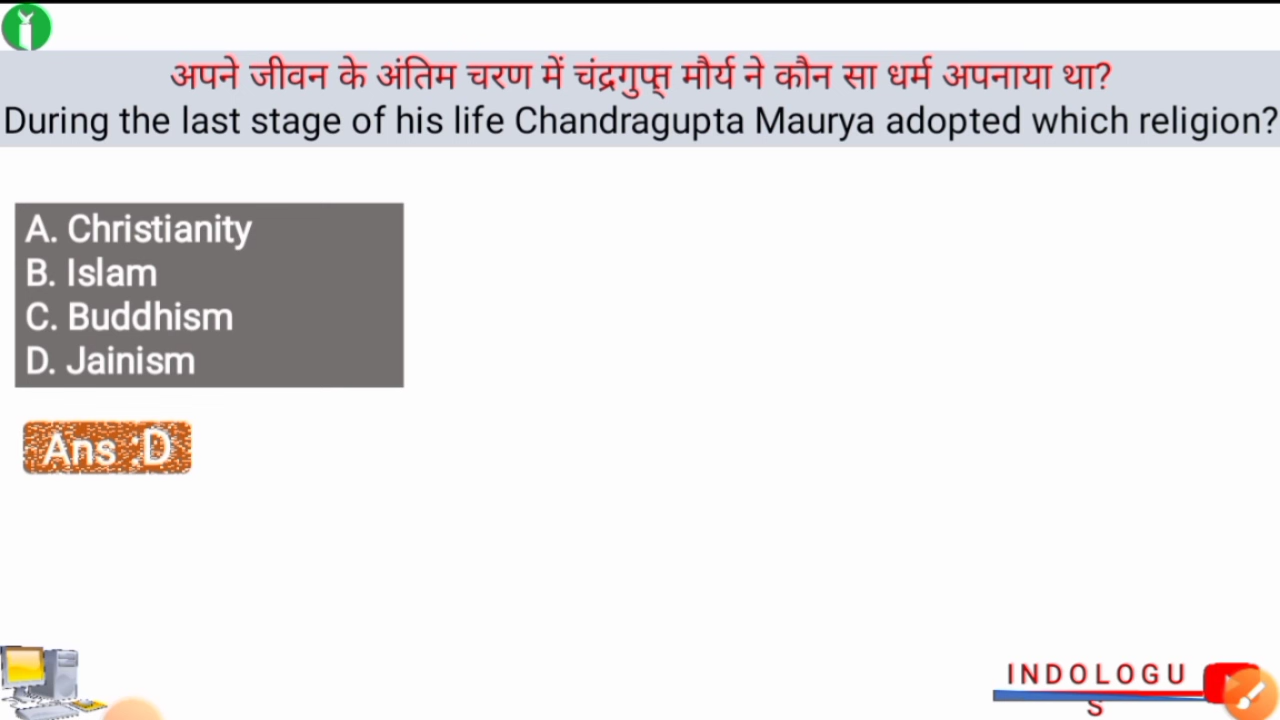 अपने जीवन के अंतिम चरण में चंद्रगुप्त् मौर्य ने कौन सा धर्म अपनाया था?
During the last stage of his life Chandragupta Maurya adopted which religion?
A. Christianity
B. Islam
C. Buddhism
D. Jainism
Ans :D
INDOLOGU
S